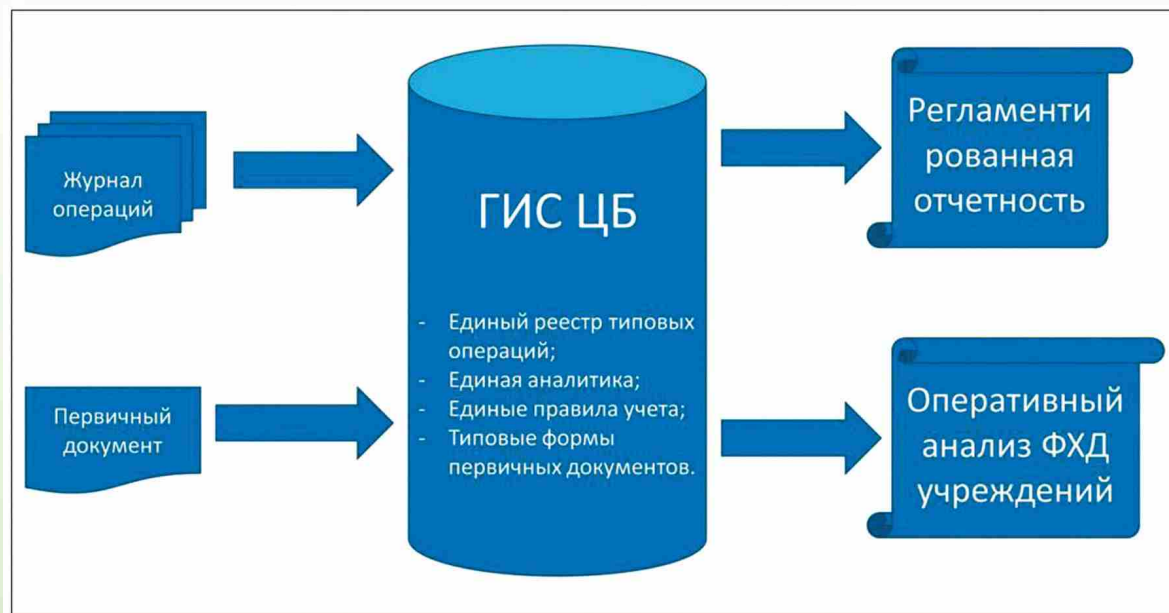 Журнал
операций
Первичный
документ
ГИС ЦБ
- Единый реестр типовых
операций;
- Единая аналитика;
- Единые правила учета;
- Типовые формы
первичных документов.
Регламенти
рованная
отчетность
Оперативный
анализ ФХД
учреждений